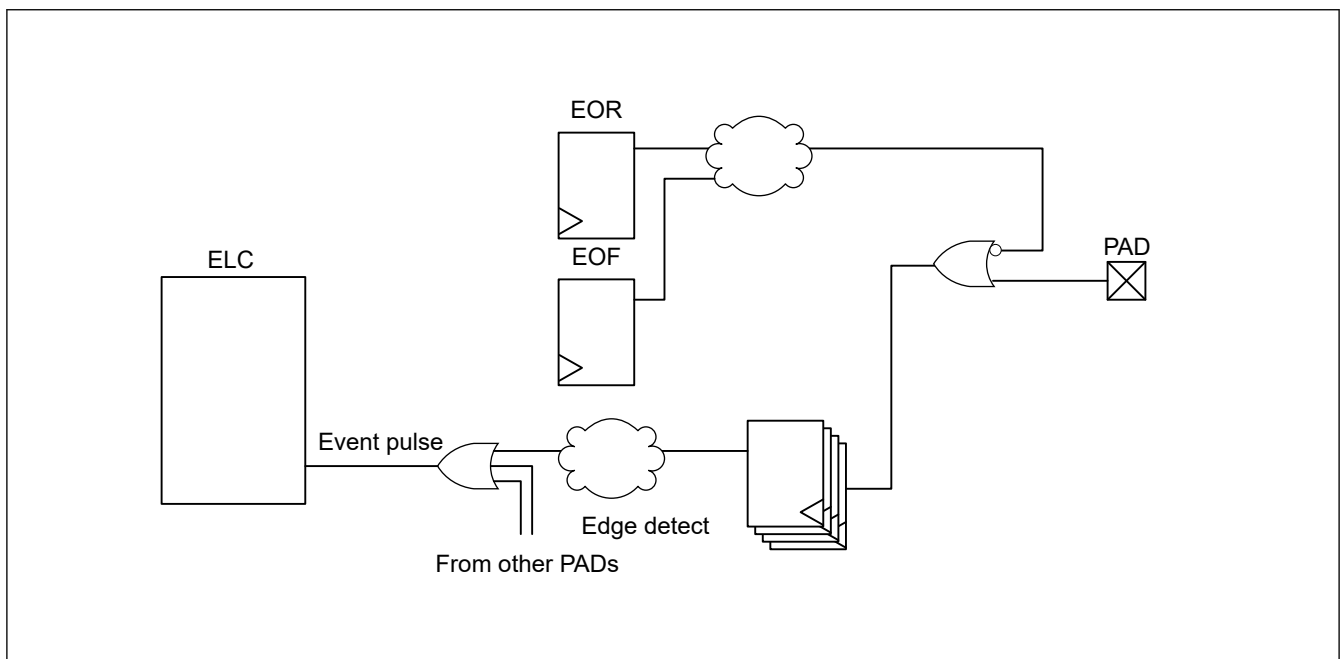 EOR
EOF
ELC
PAD
Event pulse
Edge detect
From other PADs